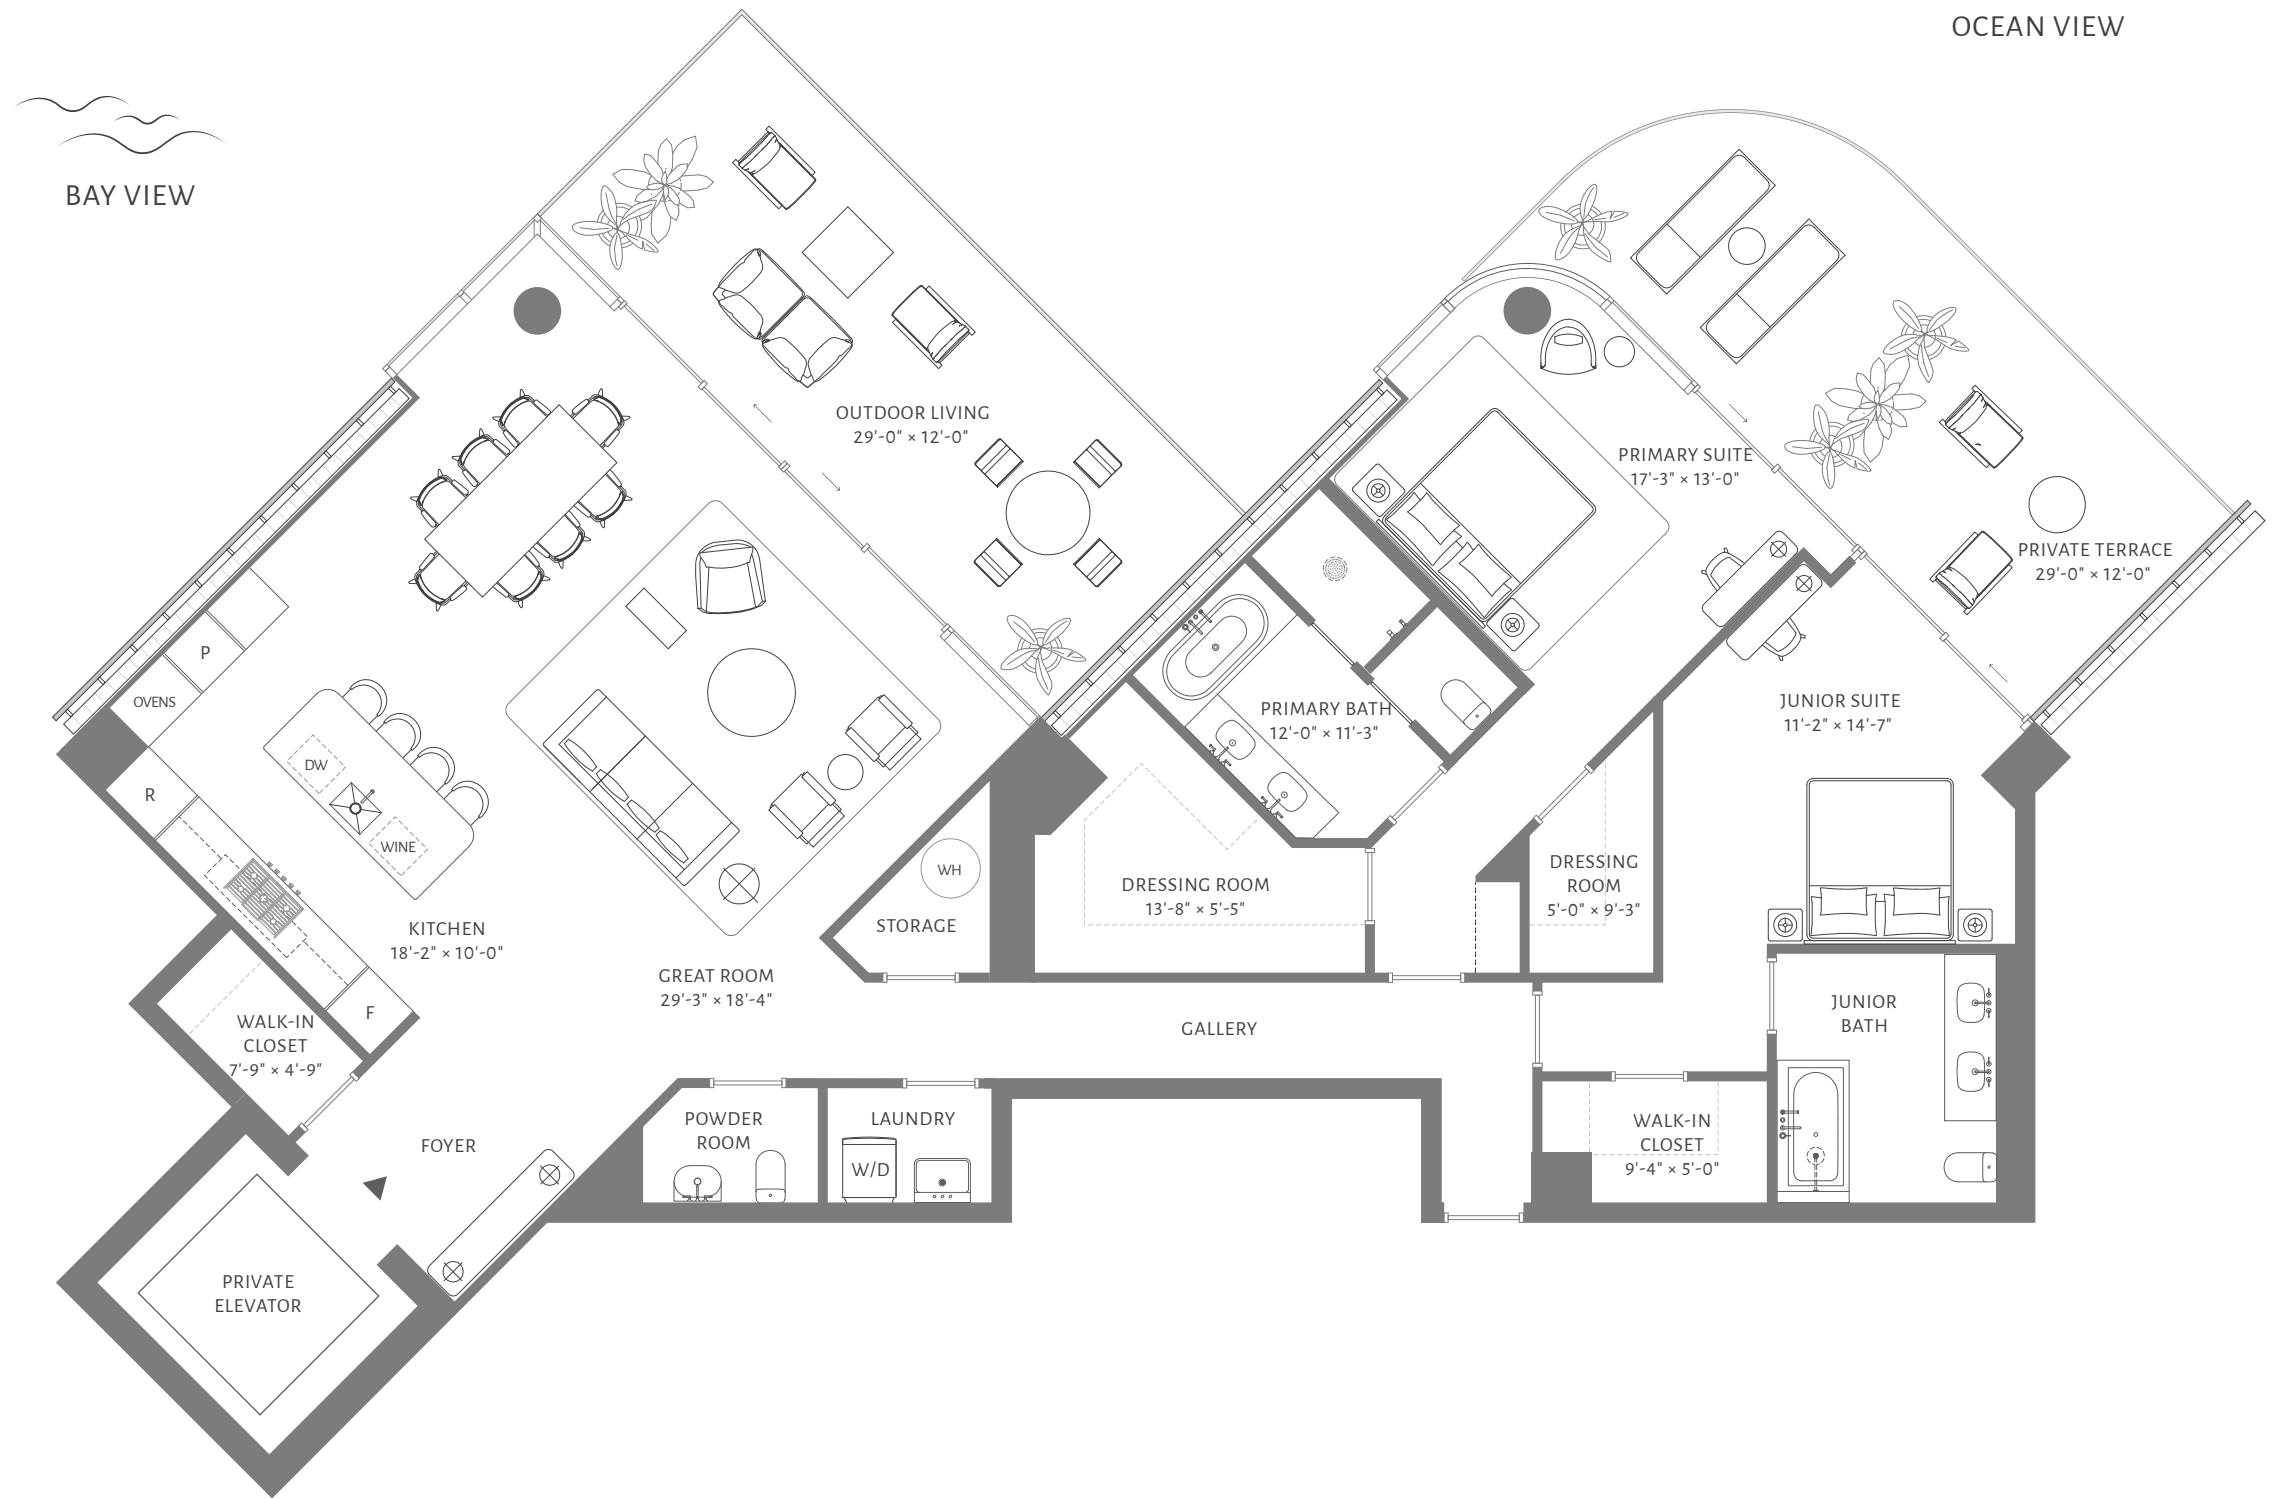 OCEAN VIEW
BAY VIEW
OUTDOOR LIVING
29'-0" × 12'-0"
PRIMARY SUITE
17'-3" × 13'-0"
PRIVATE TERRACE
29'-0" × 12'-0"
P
OVENS
JUNIOR SUITE
11'-2" × 14'-7"
PRIMARY BATH
12'-0" × 11'-3"
DW
R
WINE
WH
DRESSING
ROOM
5'-0" × 9'-3"
DRESSING ROOM
13'-8" × 5'-5"
STORAGE
KITCHEN
18'-2" × 10'-0"
GREAT ROOM
29'-3" × 18'-4"
F
WALK-IN
CLOSET
7'-9" × 4'-9"
GALLERY
JUNIOR
BATH
POWDER
ROOM
LAUNDRY
W/D
WALK-IN
CLOSET
9'-4" × 5'-0"
FOYER
PRIVATE
ELEVATOR